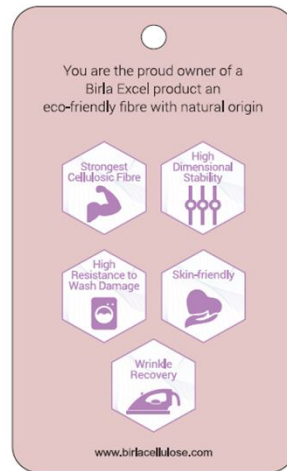 You are the proud owner of a
Birla Excel product an
eco-friendly fibre with natural origin
Strongest
Cellulosic Fibre
High
Dimensional
Stability
High
Resistance to
Wash Damage
Skin-friendly
Wrinkle
Recovery
www.birlacellulose.com